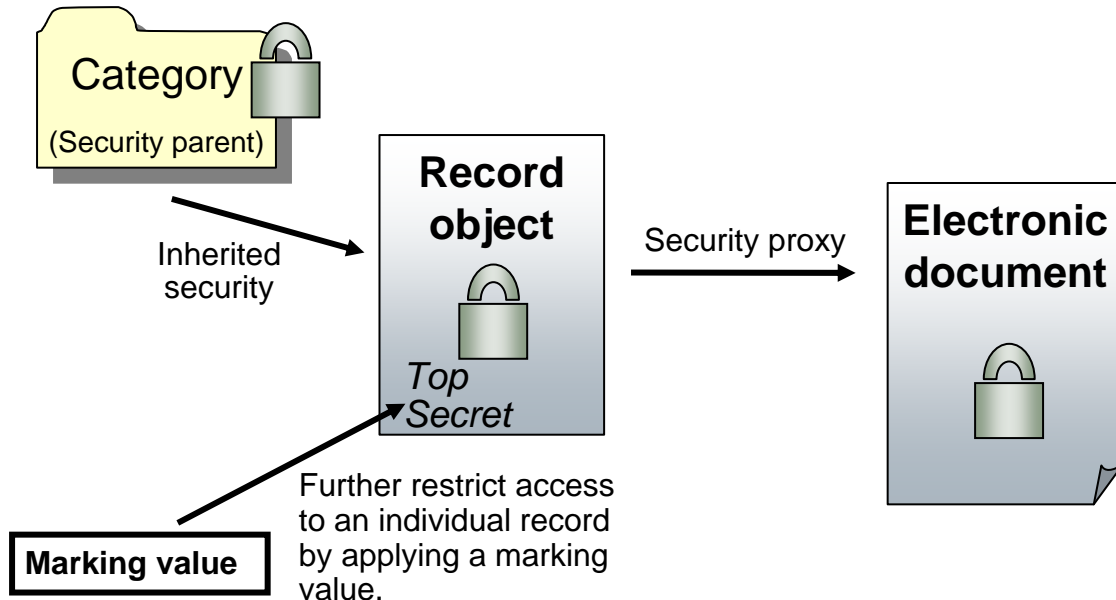 Category
(Security parent)
Inherited
security
Record
object
Top
Secret
Security proxy
Electronic
document
Marking value
Further restrict access
to an individual record
by applying a marking
value.